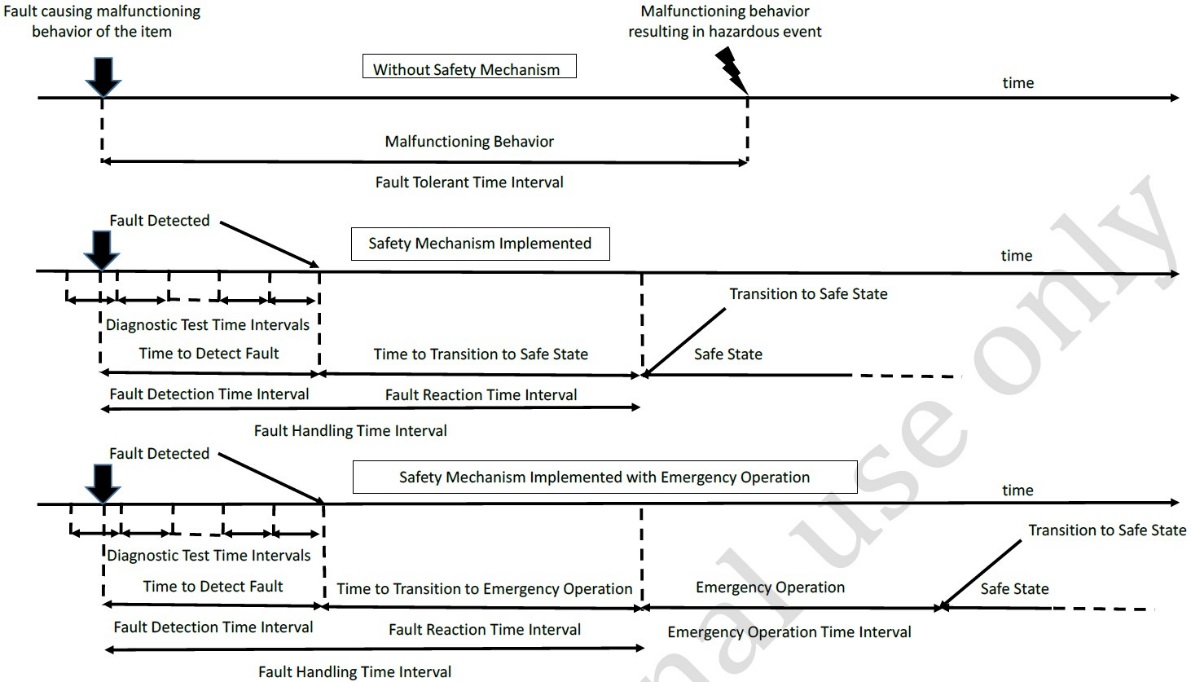 Fault causing malfunctioning
behavior of the item
Malfunctioning behavior
resulting in hazardous event
Without Safety Mechanism
time
Malfunctioning Behavior
Fault Tolerant Time Interval
Fault Detected
Safety Mechanism Implemented
time
Transition to Safe State
Diagnostic Test Time Intervals
Time to Detect Fault
Time to Transition to Safe State
Safe State
Fault Detection Time Interval
Fault Reaction Time Interval
Fault Handling Time Interval
Fault Detected
Safety Mechanism Implemented with Emergency Operation
time
Transition to Safe State
Diagnostic Test Time Intervals
Time to Detect Fault
Time to Transition to Emergency Operation
Emergency Operation
Safe State
Fault Detection Time Interval
Fault Reaction Time Interval
Emergency Operation Time Interval
Fault Handling Time Interval
nal use only